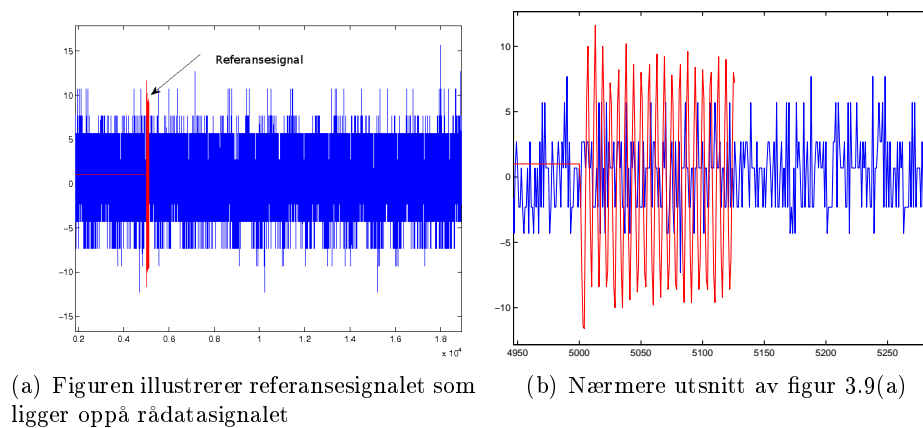 Referansesignal
15
10
5
0
−5
−10
−15
0.2 0.4 0.6 0.8 1 1.2 1.4 1.6 1.8
x 10⁴
10
5
0
−5
−10
4950 5000 5050 5100 5150 5200 5250
(a) Figuren illustrerer referansesignalet som
ligger oppå rådatasignalet
(b) Nærmere utsnitt av figur 3.9(a)